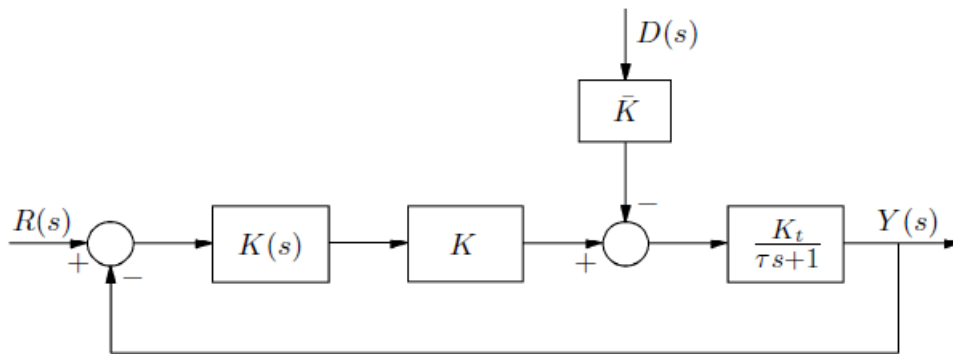 D(s)
K̄
−
R(s)
+
−
K(s)
K
+
K_t
τs+1
Y(s)